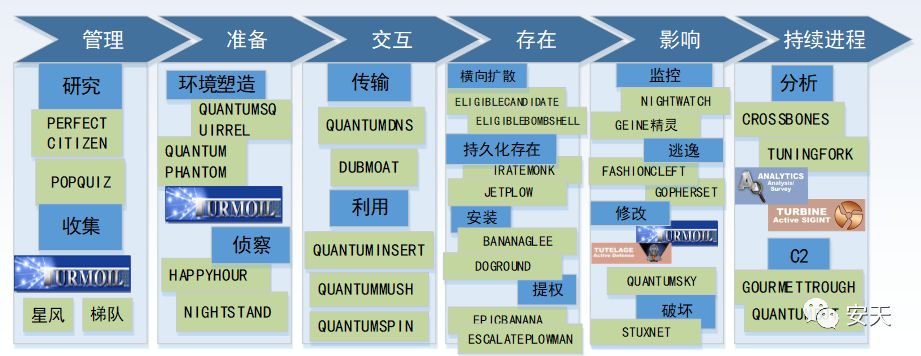 管理
准备
交互
存在
影响
持续进程
研究
PERFECT
CITIZEN
POPQUIZ
收集
TURMOIL
星风
梯队
环境塑造
QUANTUMSQ
UIRREL
QUANTUM
PHANTOM
TURMOIL
侦察
HAPPYHOUR
NIGHTSTAND
传输
QUANTUMDNS
DUBMOAT
利用
QUANTUMINSERT
QUANTUMMUSH
QUANTUMSPIN
横向扩散
ELIGIBLECANDIDATE
ELIGIBLEBOMBSHELL
持久化存在
IRATEMONK
JETPLOW
安装
BANANAGLEE
DOGROUND
提权
EPICBANANA
ESCALATEPLOWMAN
监控
NIGHTWATCH
GEINE精灵
逃逸
FASHIONCLEFT
GOPHERSET
修改
TURMOIL
TUTELAGE
Active Defense
QUANTUMSKY
破坏
STUXNET
分析
CROSSBONES
TUNINGFORK
ANALYTICS
Analysis/
Survey
TURBINE
Active SIGINT
C2
GOURMETTROUGH
安天